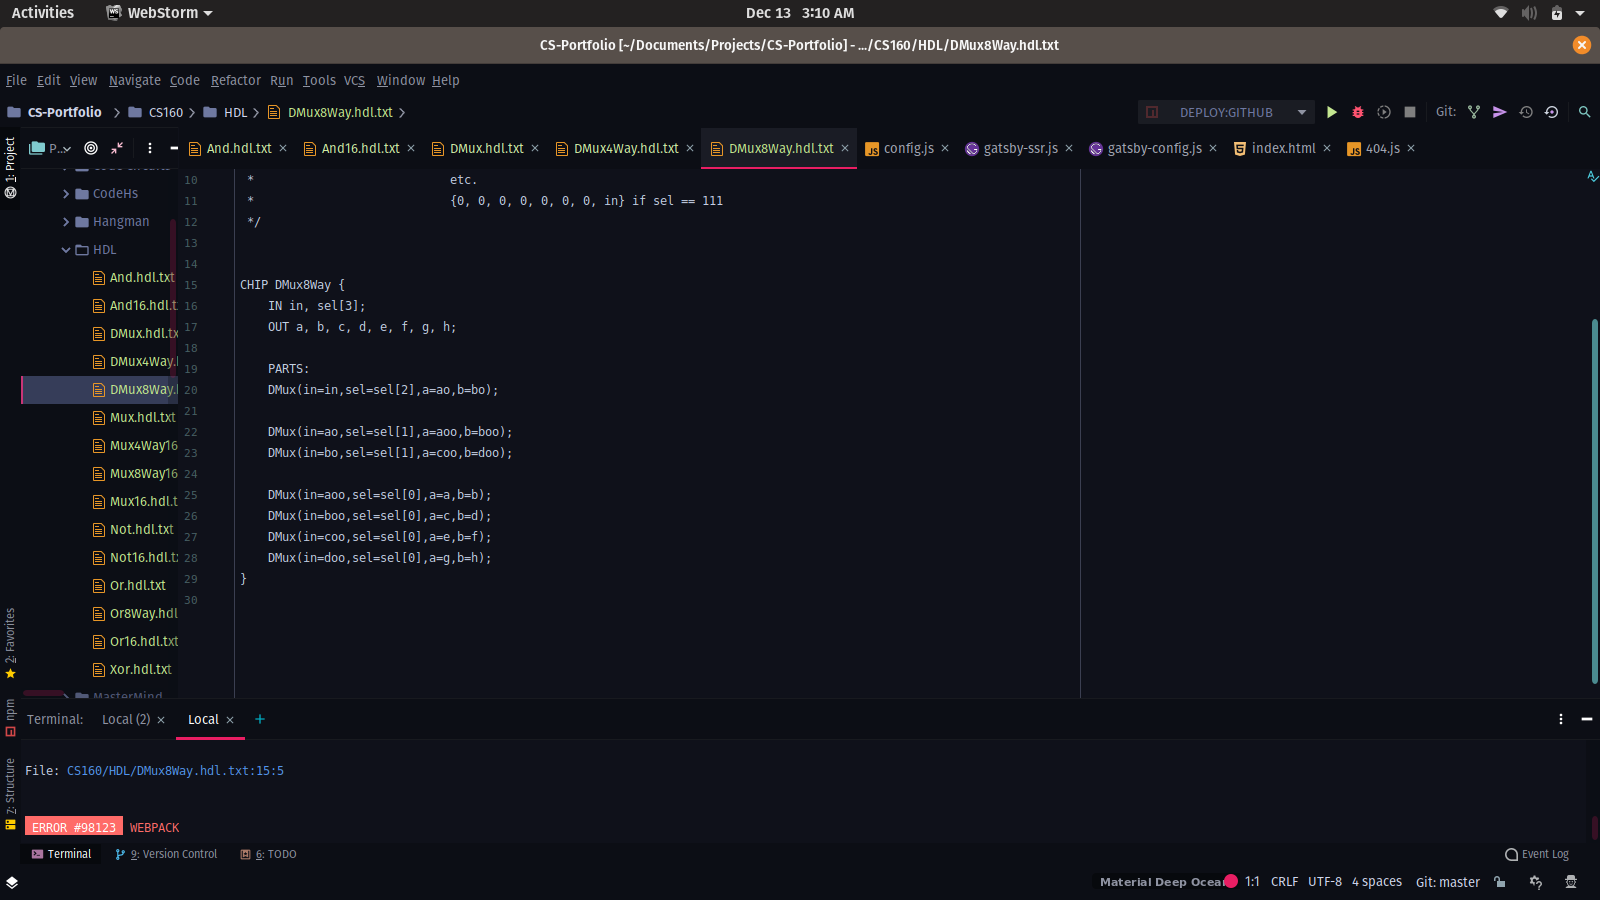 Activities WebStorm Dec 13 3:10 AM
CS-Portfolio [~/Documents/Projects/CS-Portfolio] - .../CS160/HDL/DMux8Way.hdl.txt
File Edit View Navigate Code Refactor Run Tools VCS Window Help
CS-Portfolio CS160 HDL DMux8Way.hdl.txt DEPLOY:GITHUB Git:
1: Project
P... And.hdl.txt And16.hdl.txt DMux.hdl.txt DMux4Way.hdl.txt DMux8Way.hdl.txt config.js gatsby-ssr.js gatsby-config.js index.html 404.js
CodeHs
Hangman
HDL
And.hdl.txt
And16.hdl.t
DMux.hdl.tx
DMux4Way.
DMux8Way.
Mux.hdl.txt
Mux4Way16
Mux8Way16
Mux16.hdl.t
Not.hdl.txt
Not16.hdl.t
Or.hdl.txt
Or8Way.hdl
Or16.hdl.txt
Xor.hdl.txt
MasterMind
10 * etc.
11 * {0, 0, 0, 0, 0, 0, 0, in} if sel == 111
12 */
13
14
15 CHIP DMux8Way {
16 IN in, sel[3];
17 OUT a, b, c, d, e, f, g, h;
18
19 PARTS:
20 DMux(in=in,sel=sel[2],a=ao,b=bo);
21
22 DMux(in=ao,sel=sel[1],a=aoo,b=boo);
23 DMux(in=bo,sel=sel[1],a=coo,b=doo);
24
25 DMux(in=aoo,sel=sel[0],a=a,b=b);
26 DMux(in=boo,sel=sel[0],a=c,b=d);
27 DMux(in=coo,sel=sel[0],a=e,b=f);
28 DMux(in=doo,sel=sel[0],a=g,b=h);
29 }
30
2: Favorites
npm
7: Structure
Terminal: Local (2) Local
File: CS160/HDL/DMux8Way.hdl.txt:15:5
ERROR #98123 WEBPACK
Terminal 9: Version Control 6: TODO Event Log
Material Deep Ocea 1:1 CRLF UTF-8 4 spaces Git: master